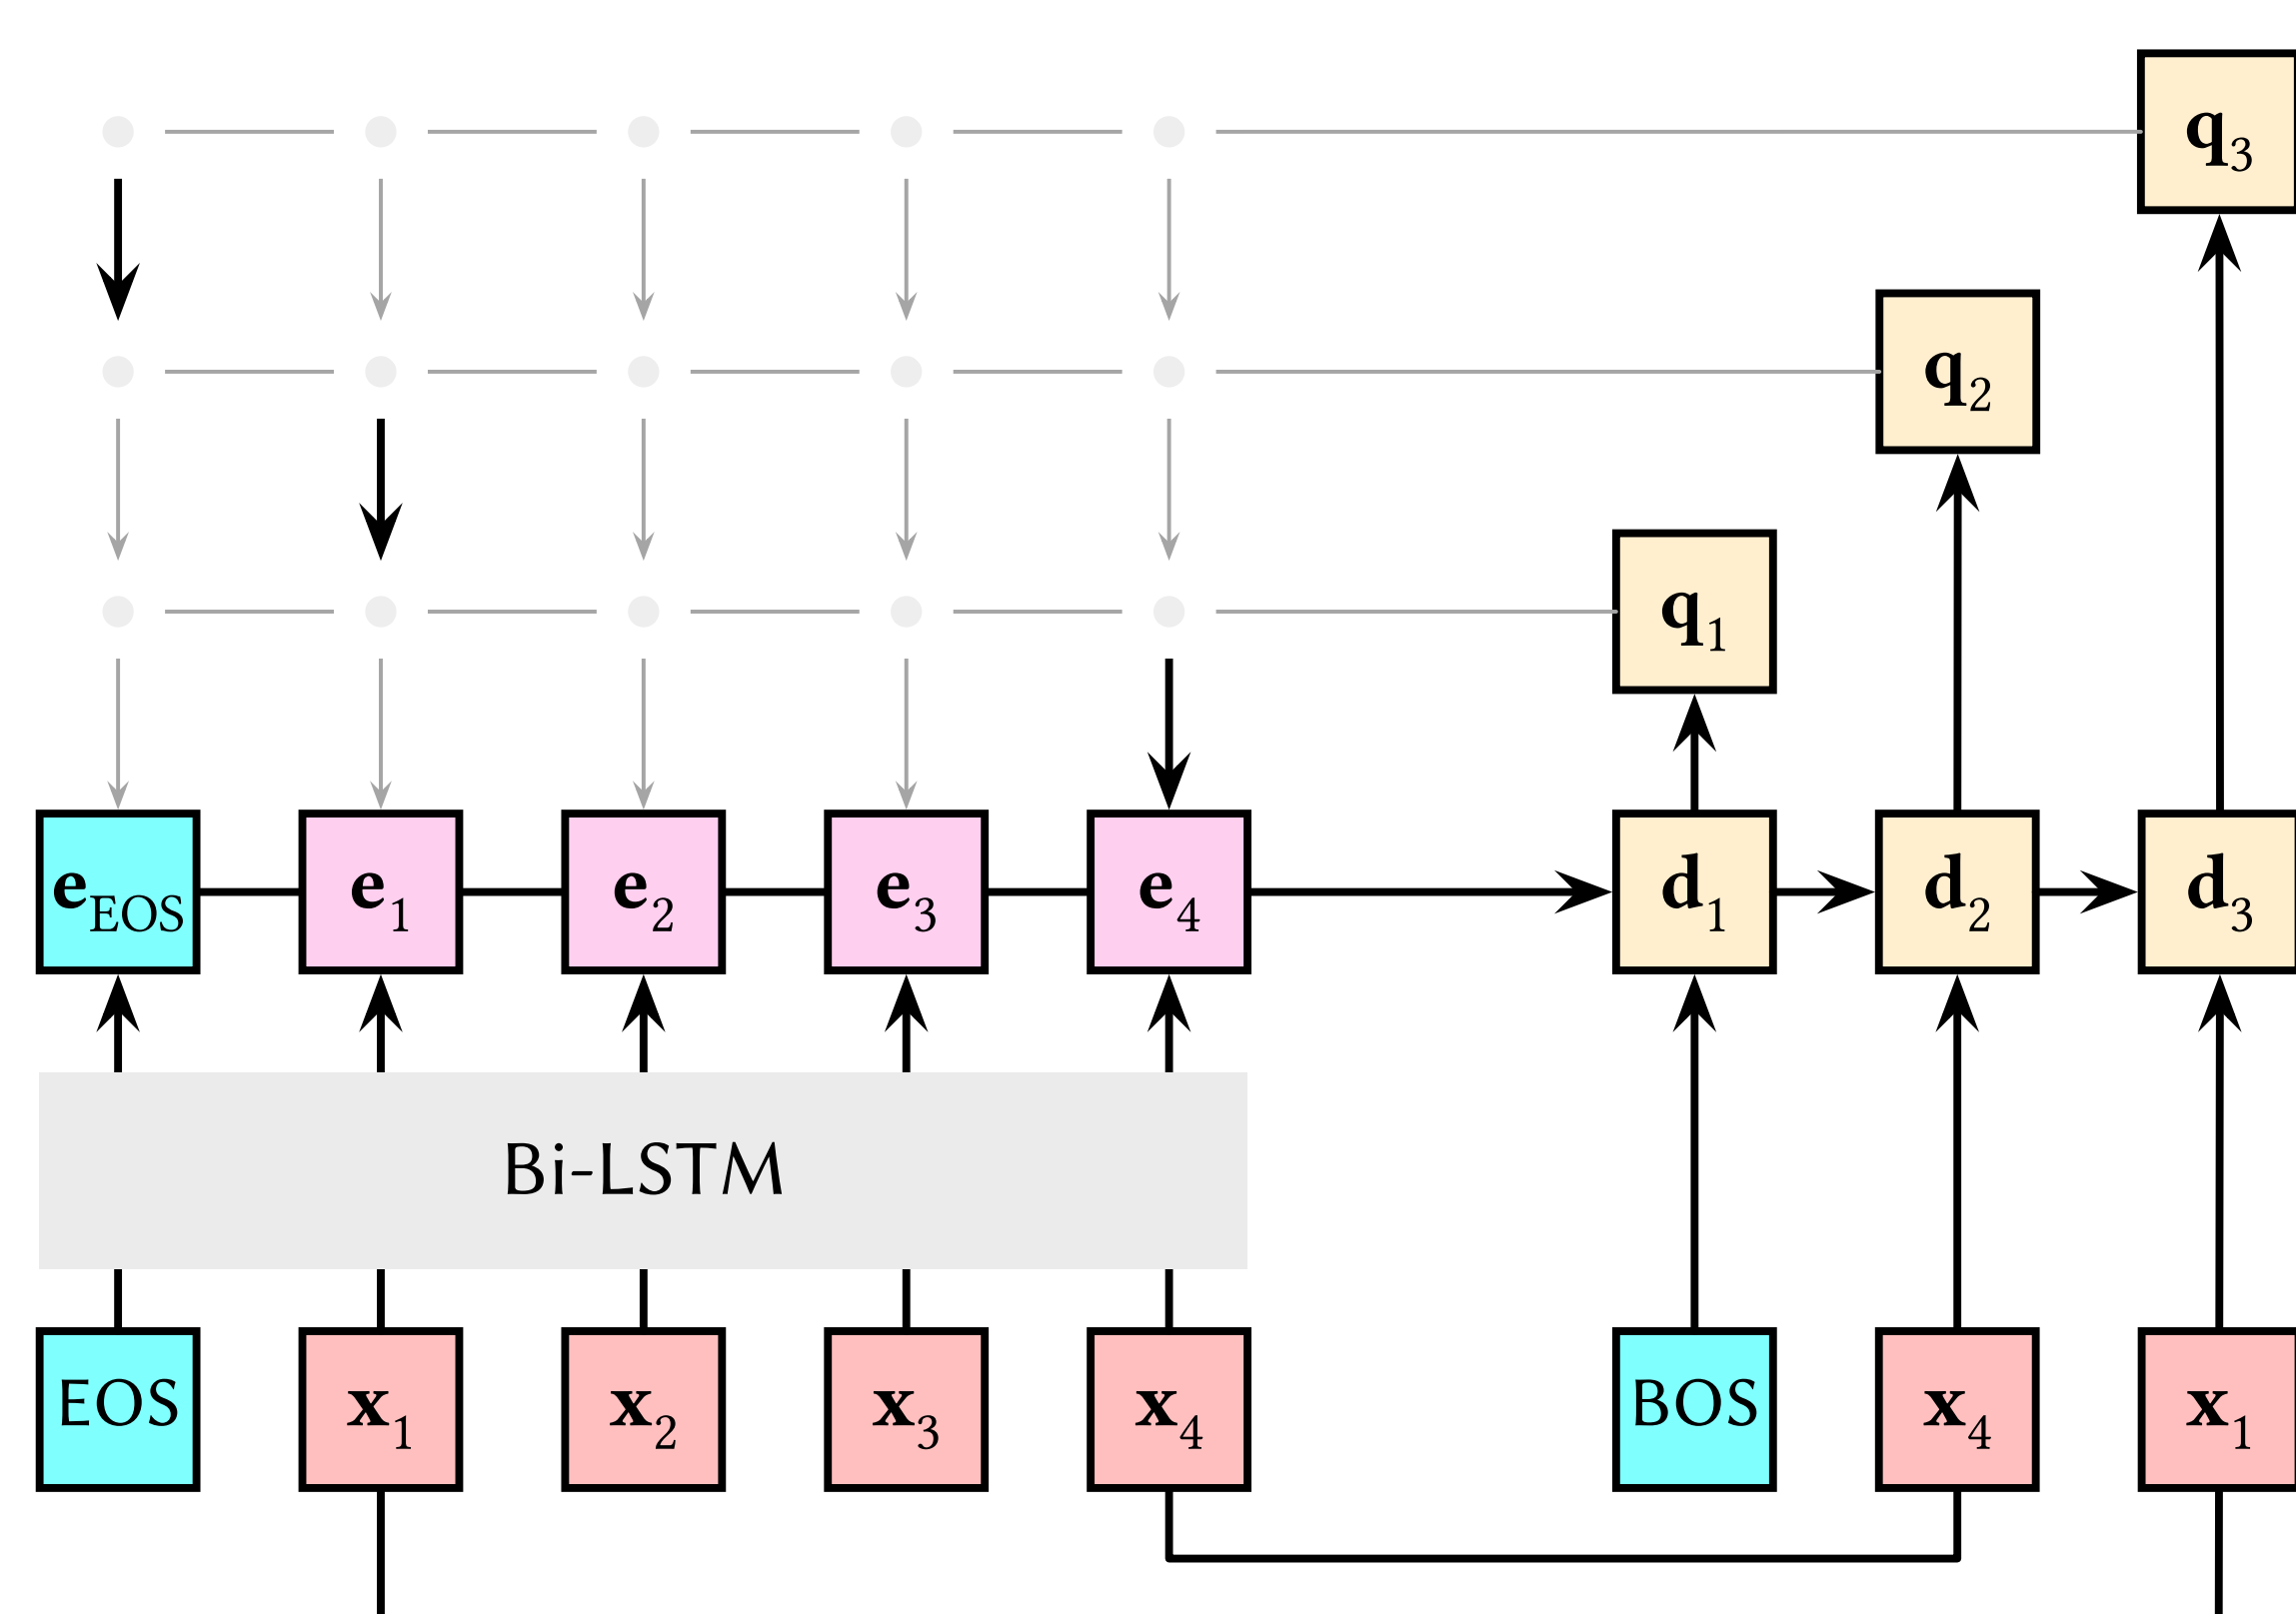 q3
q2
q1
eEOS e1 e2 e3 e4 d1 d2 d3
Bi-LSTM
EOS x1 x2 x3 x4 BOS x4 x1